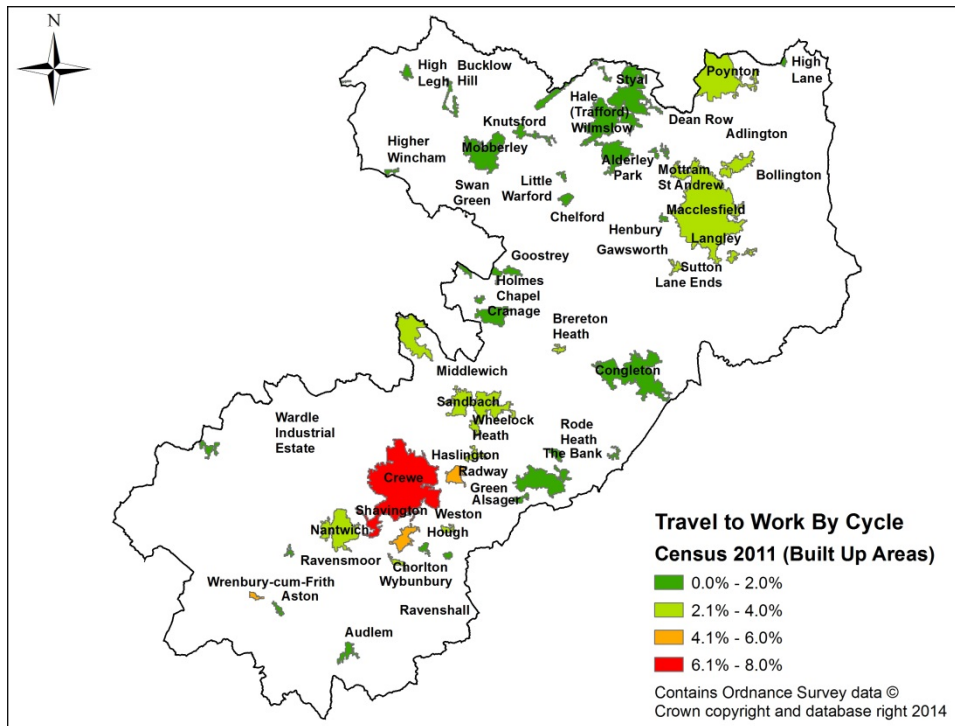 N
High
Legh
Bucklow
Hill
Styal
Poynton
High
Lane
Hale
(Trafford)
Wilmslow
Dean Row
Adlington
Knutsford
Mobberley
Higher
Wincham
Alderley
Park
Mottram
St Andrew
Bollington
Swan
Green
Little
Warford
Chelford
Macclesfield
Henbury
Langley
Gawsworth
Sutton
Lane Ends
Goostrey
Holmes
Chapel
Cranage
Brereton
Heath
Middlewich
Congleton
Sandbach
Wheelock
Heath
Rode
Heath
The Bank
Wardle
Industrial
Estate
Haslington
Radway
Green
Alsager
Crewe
Shavington
Weston
Nantwich
Hough
Ravensmoor
Chorlton
Wybunbury
Wrenbury-cum-Frith
Aston
Ravenshall
Audlem
Travel to Work By Cycle
Census 2011 (Built Up Areas)
0.0% - 2.0%
2.1% - 4.0%
4.1% - 6.0%
6.1% - 8.0%
Contains Ordnance Survey data ©
Crown copyright and database right 2014